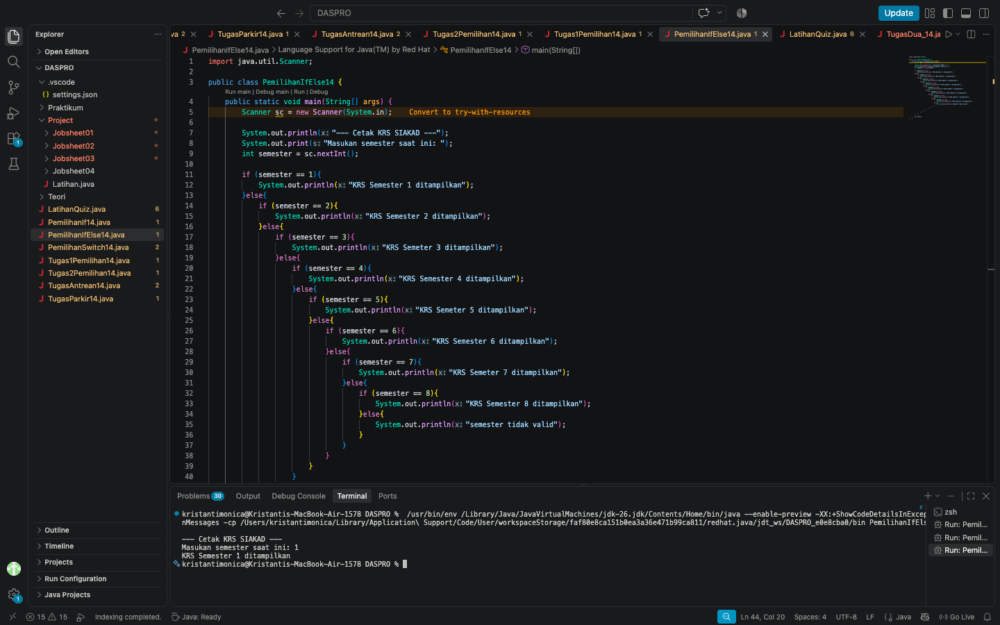 DASPRO
Update
Explorer
Open Editors
DASPRO
.vscode
settings.json
Praktikum
Project
Jobsheet01
Jobsheet02
Jobsheet03
Jobsheet04
Latihan.java
Teori
LatihanQuiz.java 6
PemilihanIf14.java 1
PemilihanIfElse14.java 1
PemilihanSwitch14.java 2
Tugas1Pemilihan14.java 1
Tugas2Pemilihan14.java 1
TugasAntrean14.java 2
TugasParkir14.java 1
Outline
Timeline
Projects
Run Configuration
Java Projects
va 2 TugasParkir14.java 1 TugasAntrean14.java 2 Tugas2Pemilihan14.java 1 Tugas1Pemilihan14.java 1 PemilihanIfElse14.java 1 LatihanQuiz.java 6 TugasDua_14.ja
PemilihanIfElse14.java > Language Support for Java(TM) by Red Hat > PemilihanIfElse14 > main(String[])
1 import java.util.Scanner;
2
3 public class PemilihanIfElse14 {
Run main | Debug main | Run | Debug
4 public static void main(String[] args) {
5 Scanner sc = new Scanner(System.in); Convert to try-with-resources
6
7 System.out.println(x:"--- Cetak KRS SIAKAD ---");
8 System.out.print(s:"Masukan semester saat ini: ");
9 int semester = sc.nextInt();
10
11 if (semester == 1){
12 System.out.println(x:"KRS Semester 1 ditampilkan");
13 }else{
14 if (semester == 2){
15 System.out.println(x:"KRS Semester 2 ditampilkan");
16 }else{
17 if (semester == 3){
18 System.out.println(x:"KRS Semeter 3 ditampilkan");
19 }else{
20 if (semester == 4){
21 System.out.println(x:"KRS Semester 4 ditampilkan");
22 }else{
23 if (semester == 5){
24 System.out.println(x:"KRS Semeter 5 ditampilkan");
25 }else{
26 if (semester == 6){
27 System.out.println(x:"KRS Semester 6 ditampilkan");
28 }else{
29 if (semester == 7){
30 System.out.println(x:"KRS Semeter 7 ditampilkan");
31 }else{
32 if (semester == 8){
33 System.out.println(x:"KRS Semester 8 ditampilkan");
34 }else{
35 System.out.println(x:"semester tidak valid");
36 }
37 }
38 }
39 }
40 }
Problems 30 Output Debug Console Terminal Ports
kristantimonica@Kristantis-MacBook-Air-1578 DASPRO % /usr/bin/env /Library/Java/JavaVirtualMachines/jdk-26.jdk/Contents/Home/bin/java --enable-preview -XX:+ShowCodeDetailsInExcep
nMessages -cp /Users/kristantimonica/Library/Application\ Support/Code/User/workspaceStorage/faf80e8ca151b0ea3a36e471b99ca811/redhat.java/jdt_ws/DASPRO_e0e8cba0/bin PemilihanIfEls
--- Cetak KRS SIAKAD ---
Masukan semester saat ini: 1
KRS Semester 1 ditampilkan
kristantimonica@Kristantis-MacBook-Air-1578 DASPRO %
zsh
Run: Pemil...
Run: Pemil...
Run: Pemil...
1
1
15 15 Indexing completed. Java: Ready Ln 44, Col 20 Spaces: 4 UTF-8 LF {} Java Go Live